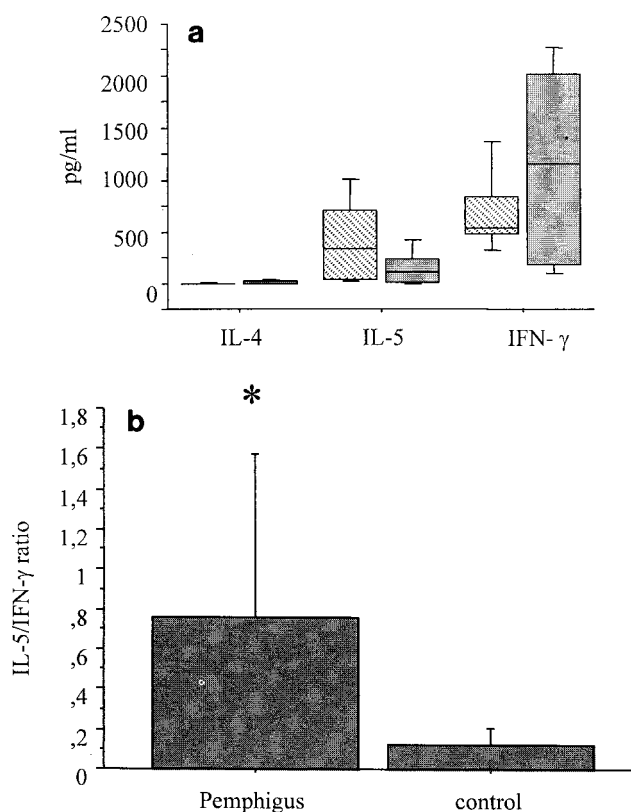 a
2500
2000
1500
1000
500
0
pg/ml
IL-4 IL-5 IFN- γ
b
*
1,8
1,6
1,4
1,2
1
,8
,6
,4
,2
0
IL-5/IFN-γ ratio
Pemphigus control